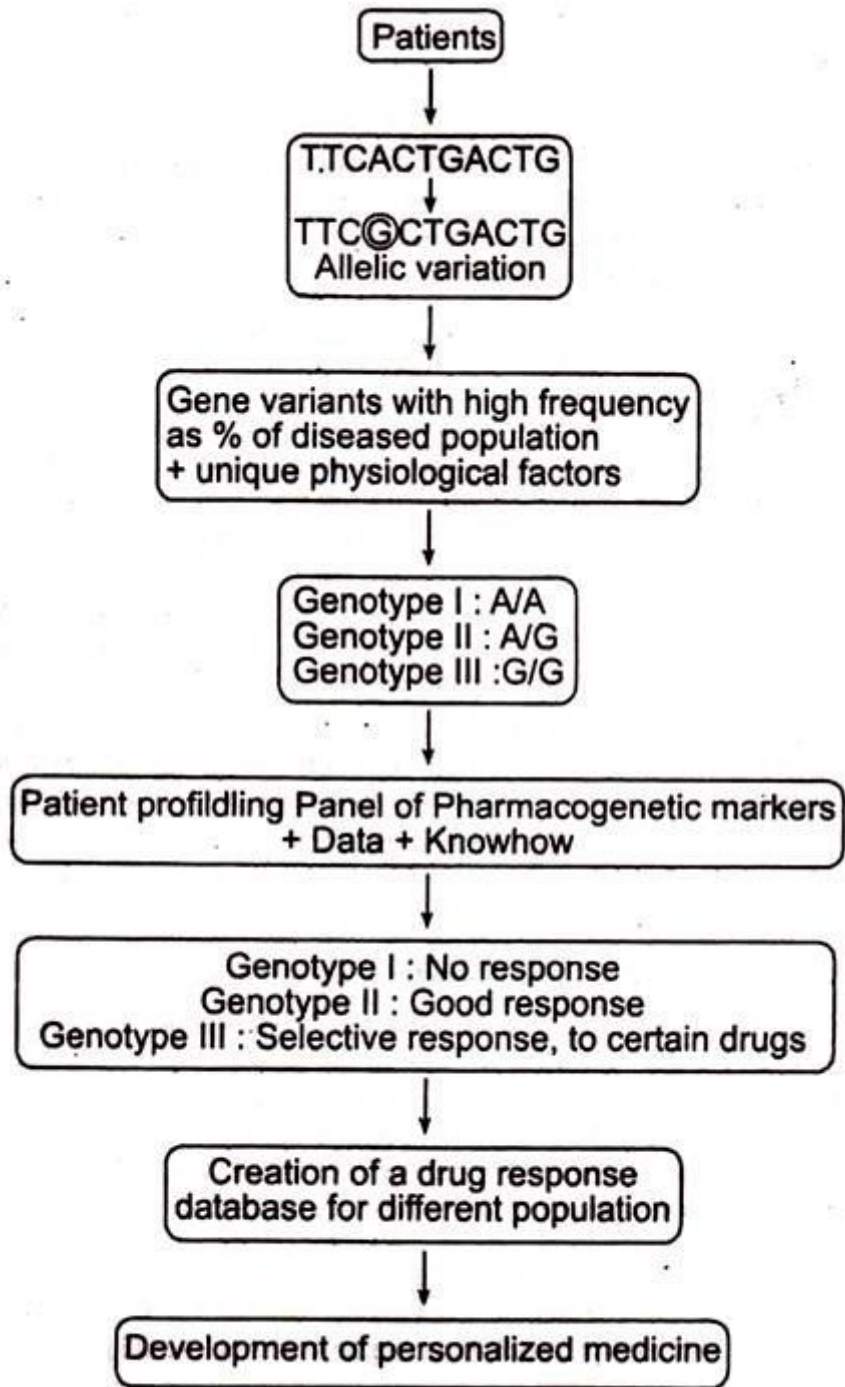 Patients
T.TCACTGACTG
TTCGCTGACTG
Allelic variation
Gene variants with high frequency
as % of diseased population
+ unique physiological factors
Genotype I : A/A
Genotype II : A/G
Genotype III :G/G
Patient profildling Panel of Pharmacogenetic markers
+ Data + Knowhow
Genotype I : No response
Genotype II : Good response
Genotype III : Selective response, to certain drugs
Creation of a drug response
database for different population
Development of personalized medicine